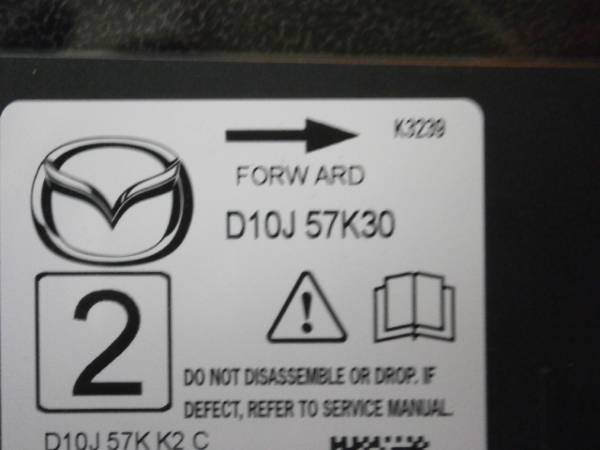 K3239
FORWARD
D10J 57K30
2
DO NOT DISASSEMBLE OR DROP. IF
DEFECT, REFER TO SERVICE MANUAL.
D10J 57K K2 C